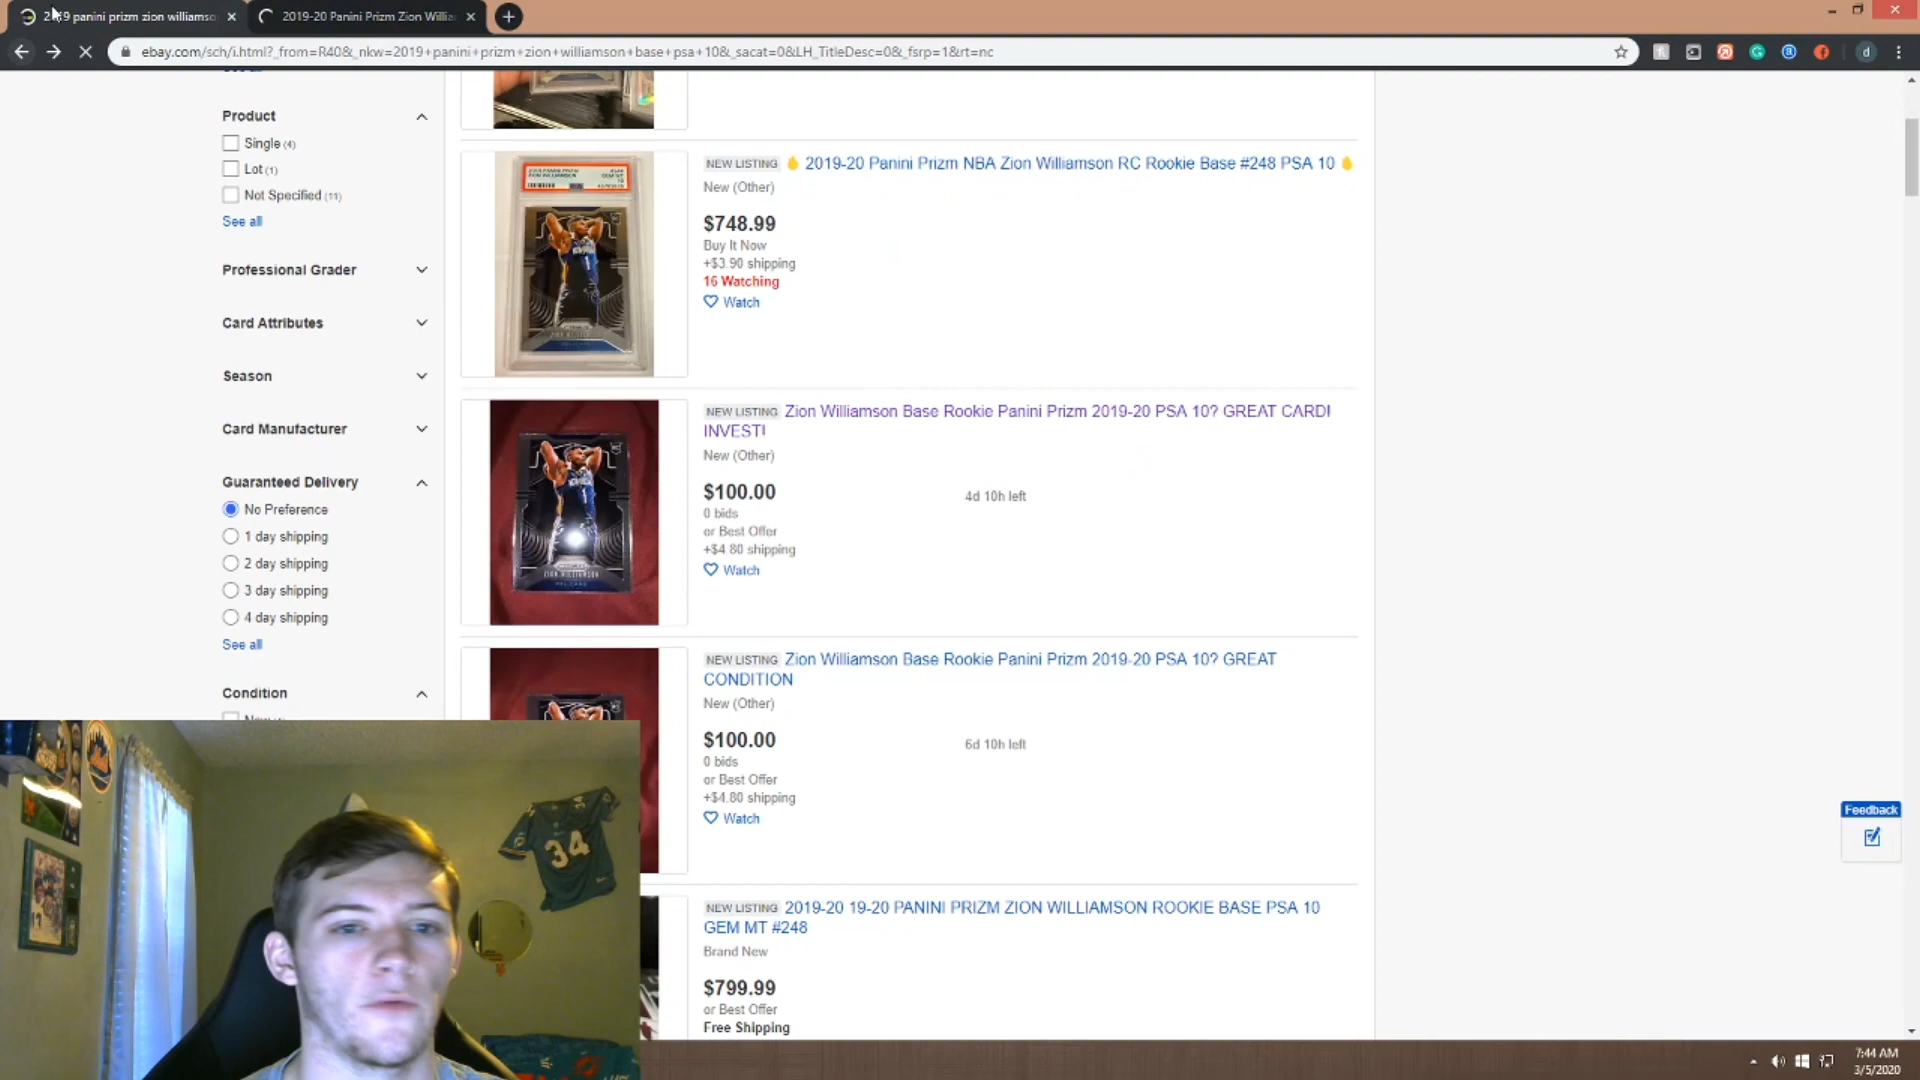 2019 panini prizm zion williamso
2019-20 Panini Prizm Zion Willia
ebay.com/sch/i.html?_from=R40&_nkw=2019+panini+prizm+zion+williamson+base+psa+10&_sacat=0&LH_TitleDesc=0&_fsrp=1&rt=nc
See all
Product
Single (4)
Lot (1)
Not Specified (11)
See all
Professional Grader
Card Attributes
Season
Card Manufacturer
Guaranteed Delivery
No Preference
1 day shipping
2 day shipping
3 day shipping
4 day shipping
See all
Condition
NEW LISTING 2019-20 Panini Prizm NBA Zion Williamson RC Rookie Base #248 PSA 10
New (Other)
$748.99
Buy It Now
+$3.90 shipping
16 Watching
Watch
NEW LISTING Zion Williamson Base Rookie Panini Prizm 2019-20 PSA 10? GREAT CARD!
INVEST!
New (Other)
$100.00
4d 10h left
0 bids
or Best Offer
+$4.80 shipping
Watch
NEW LISTING Zion Williamson Base Rookie Panini Prizm 2019-20 PSA 10? GREAT
CONDITION
New (Other)
$100.00
6d 10h left
0 bids
or Best Offer
+$4.80 shipping
Watch
NEW LISTING 2019-20 19-20 PANINI PRIZM ZION WILLIAMSON ROOKIE BASE PSA 10
GEM MT #248
Brand New
$799.99
or Best Offer
Free Shipping
Feedback
34
7:44 AM
3/5/2020